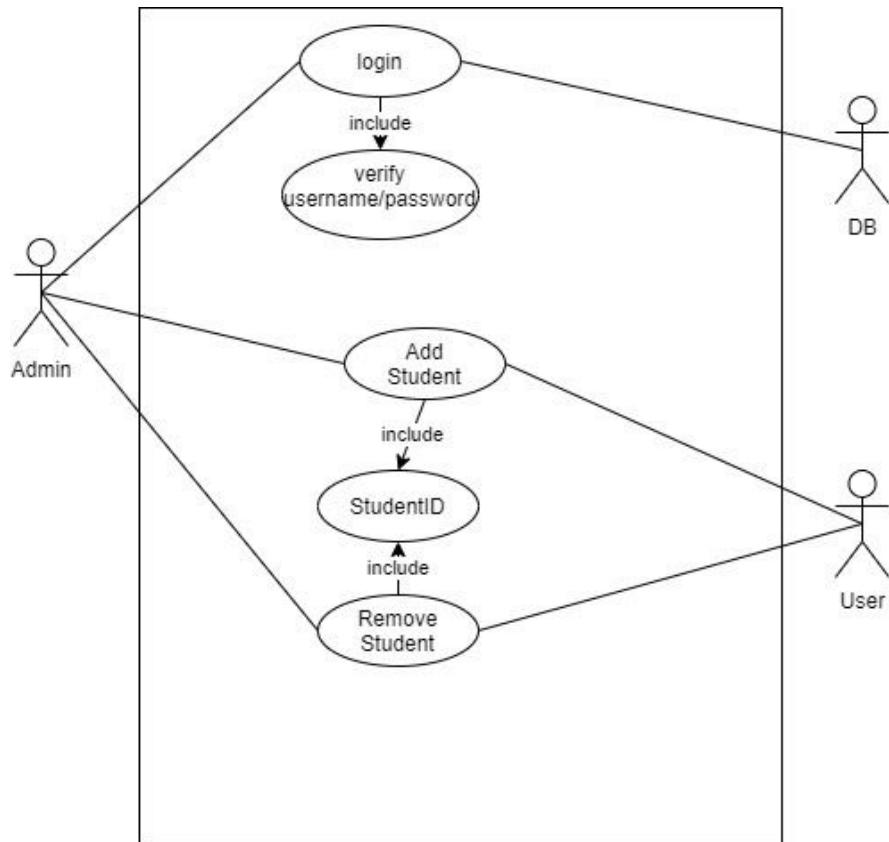 login
include
verify
username/password
DB
Admin
Add
Student
include
StudentID
include
User
Remove
Student